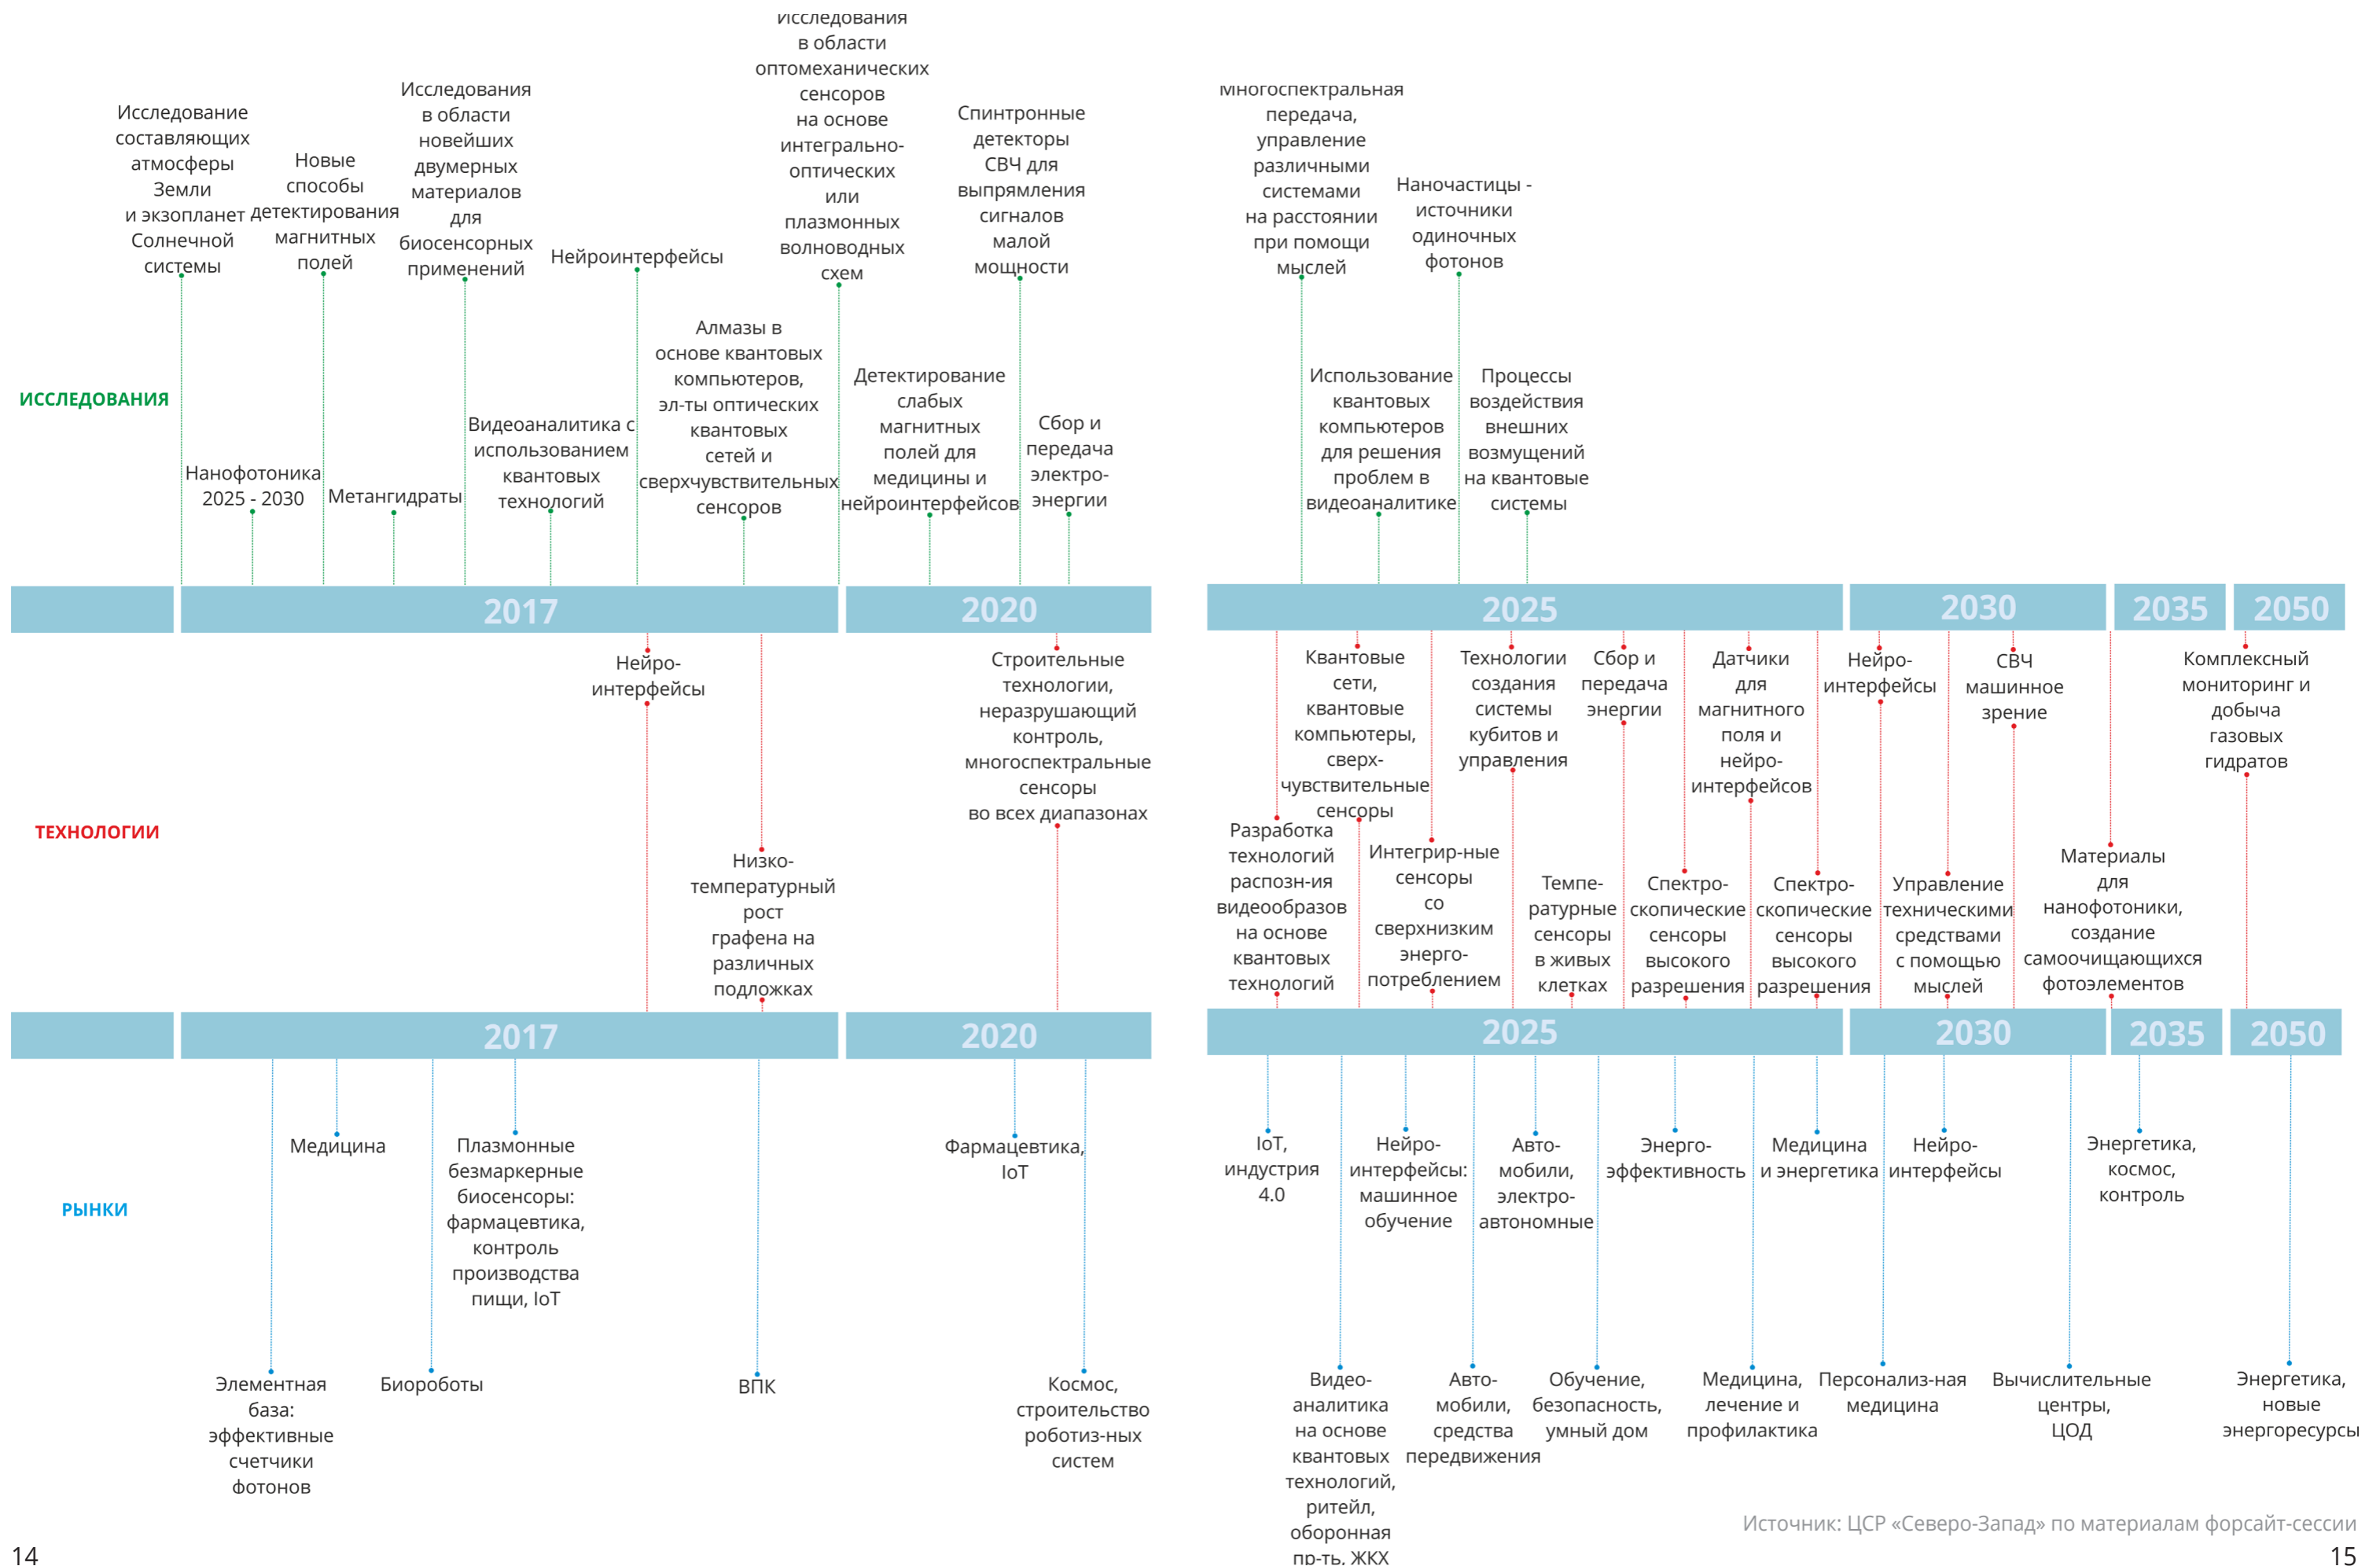 Исследование
составляющих
атмосферы
Земли
и экзопланет
Солнечной
системы
Новые
способы
детектирования
магнитных
полей
Исследования
в области
новейших
двумерных
материалов
для
биосенсорных
применений
Нейроинтерфейсы
Исследования
в области
оптомеханических
сенсоров
на основе
интегрально-
оптических
или
плазмонных
волноводных
схем
Спинтронные
детекторы
СВЧ для
выпрямления
сигналов
малой
мощности
Многоспектральная
передача,
управление
различными
системами
на расстоянии
при помощи
мыслей
Наночастицы -
источники
одиночных
фотонов
ИССЛЕДОВАНИЯ
Нанофотоника
2025 - 2030
Метангидраты
Видеоаналитика с
использованием
квантовых
технологий
Алмазы в
основе квантовых
компьютеров,
эл-ты оптических
квантовых
сетей и
сверхчувствительных
сенсоров
Детектирование
слабых
магнитных
полей для
медицины и
нейроинтерфейсов
Сбор и
передача
электро-
энергии
Использование
квантовых
компьютеров
для решения
проблем в
видеоаналитике
Процессы
воздействия
внешних
возмущений
на квантовые
системы
2017
2020
2025
2030
2035
2050
ТЕХНОЛОГИИ
Нейро-
интерфейсы
Низко-
температурный
рост
графена на
различных
подложках
Строительные
технологии,
неразрушающий
контроль,
многоспектральные
сенсоры
во всех диапазонах
Разработка
технологий
распозн-ия
видеообразов
на основе
квантовых
технологий
Квантовые
сети,
квантовые
компьютеры,
сверх-
чувствительные
сенсоры
Интегрир-ные
сенсоры
со
сверхнизким
энерго-
потреблением
Технологии
создания
системы
кубитов и
управления
Темпе-
ратурные
сенсоры
в живых
клетках
Сбор и
передача
энергии
Спектро-
скопические
сенсоры
высокого
разрешения
Датчики
для
магнитного
поля и
нейро-
интерфейсов
Спектро-
скопические
сенсоры
высокого
разрешения
Нейро-
интерфейсы
Управление
техническими
средствами
с помощью
мыслей
СВЧ
машинное
зрение
Материалы
для
нанофотоники,
создание
самоочищающихся
фотоэлементов
Комплексный
мониторинг и
добыча
газовых
гидратов
2017
2020
2025
2030
2035
2050
РЫНКИ
Медицина
Плазмонные
безмаркерные
биосенсоры:
фармацевтика,
контроль
производства
пищи, IoT
Фармацевтика,
IoT
IoT,
индустрия
4.0
Нейро-
интерфейсы:
машинное
обучение
Авто-
мобили,
электро-
автономные
Энерго-
эффективность
Медицина
и энергетика
Нейро-
интерфейсы
Энергетика,
космос,
контроль
Элементная
база:
эффективные
счетчики
фотонов
Биороботы
ВПК
Космос,
строительство
роботиз-ных
систем
Видео-
аналитика
на основе
квантовых
технологий,
ритейл,
оборонная
пр-ть, ЖКХ
Авто-
мобили,
средства
передвижения
Обучение,
безопасность,
умный дом
Медицина,
лечение и
профилактика
Персонализ-ная
медицина
Вычислительные
центры,
ЦОД
Энергетика,
новые
энергоресурсы
Источник: ЦСР «Северо-Запад» по материалам форсайт-сессии
14
15